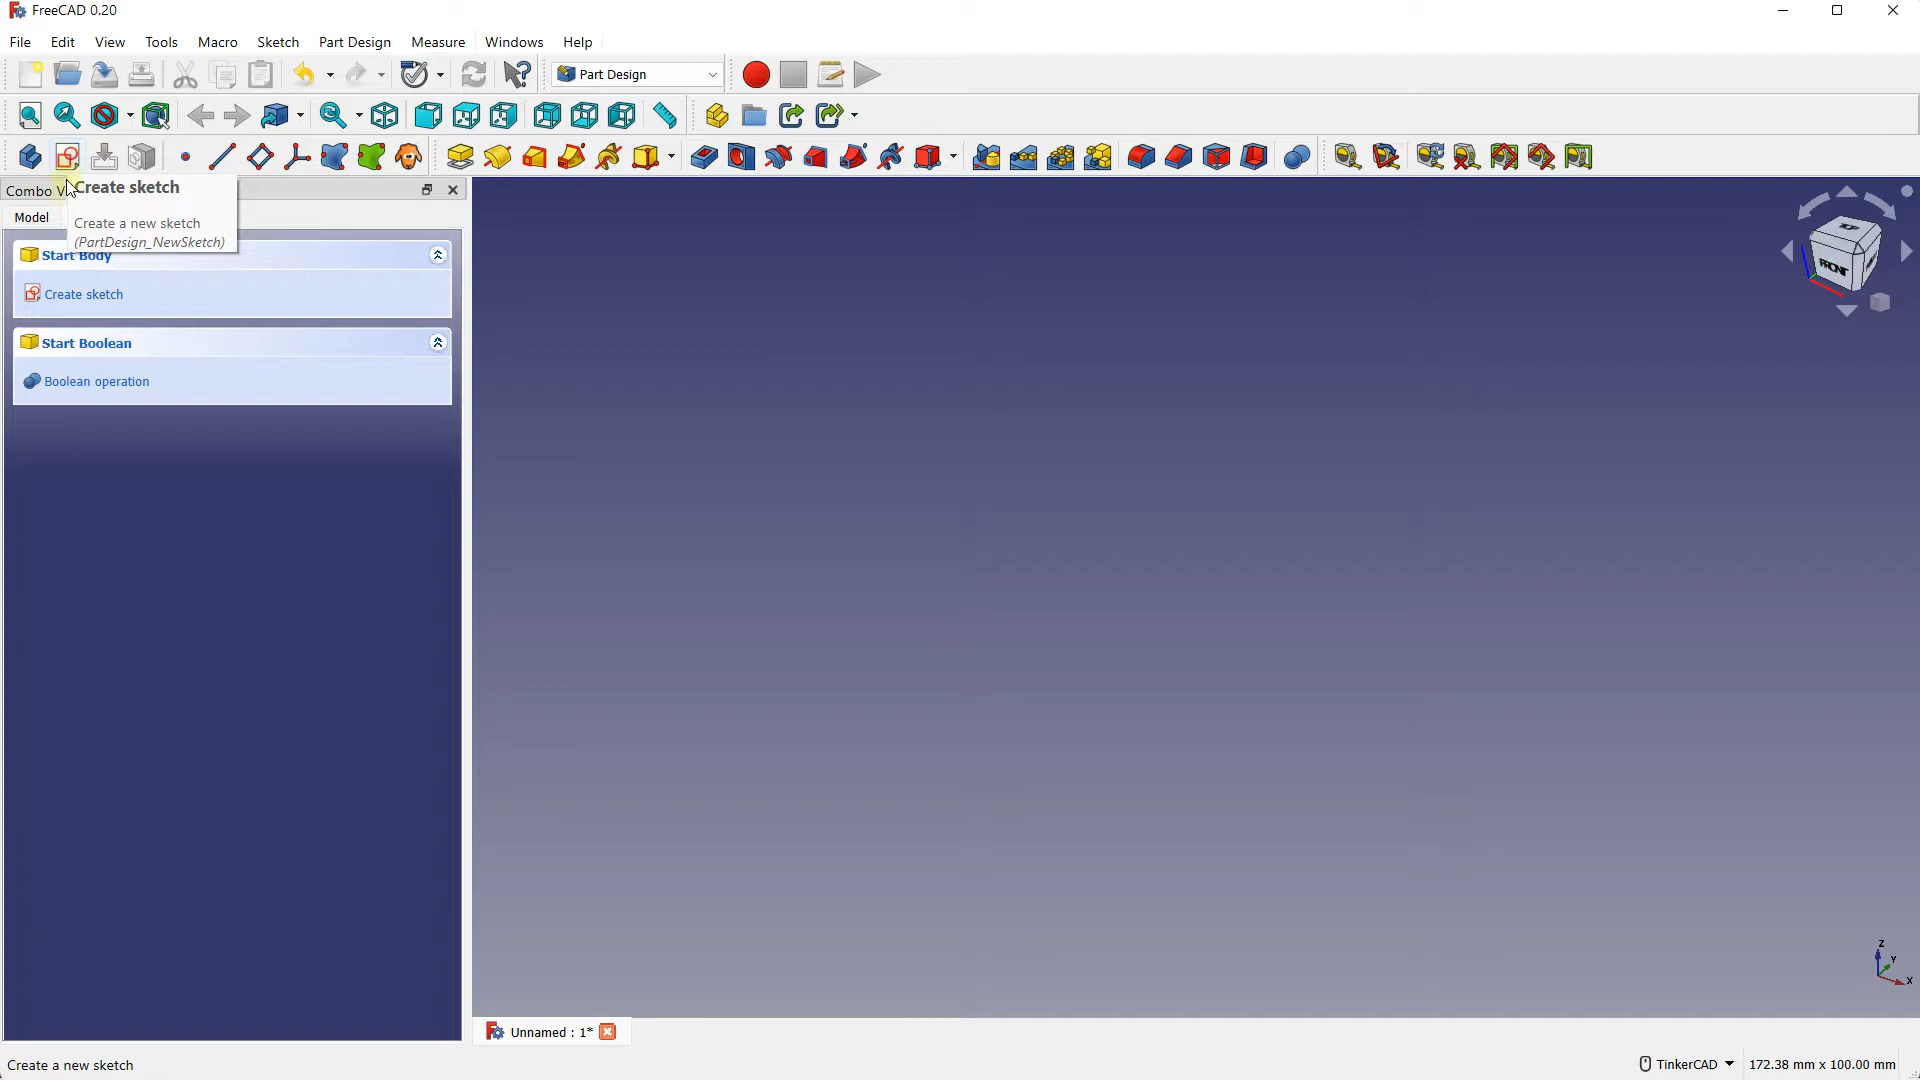 FreeCAD 0.20
File Edit View Tools Macro Sketch Part Design Measure Windows Help
Part Design
Combo V
Create sketch
Model
Create a new sketch
(PartDesign_NewSketch)
Start Body
Create sketch
Start Boolean
Boolean operation
TOP
FRONT
Z
Y
X
Unnamed : 1*
Create a new sketch
TinkerCAD
172.38 mm x 100.00 mm